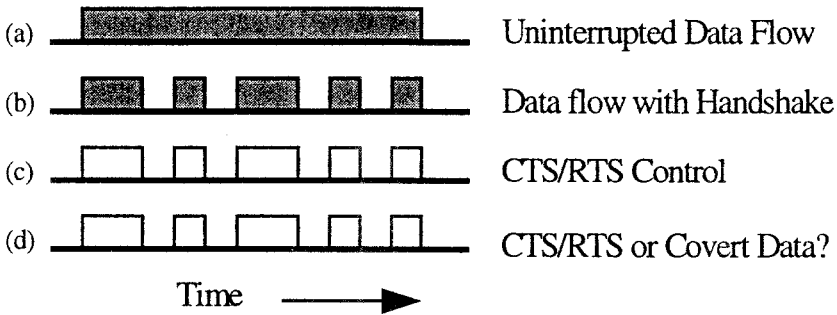 (a) Uninterrupted Data Flow
(b) Data flow with Handshake
(c) CTS/RTS Control
(d) CTS/RTS or Covert Data?
Time